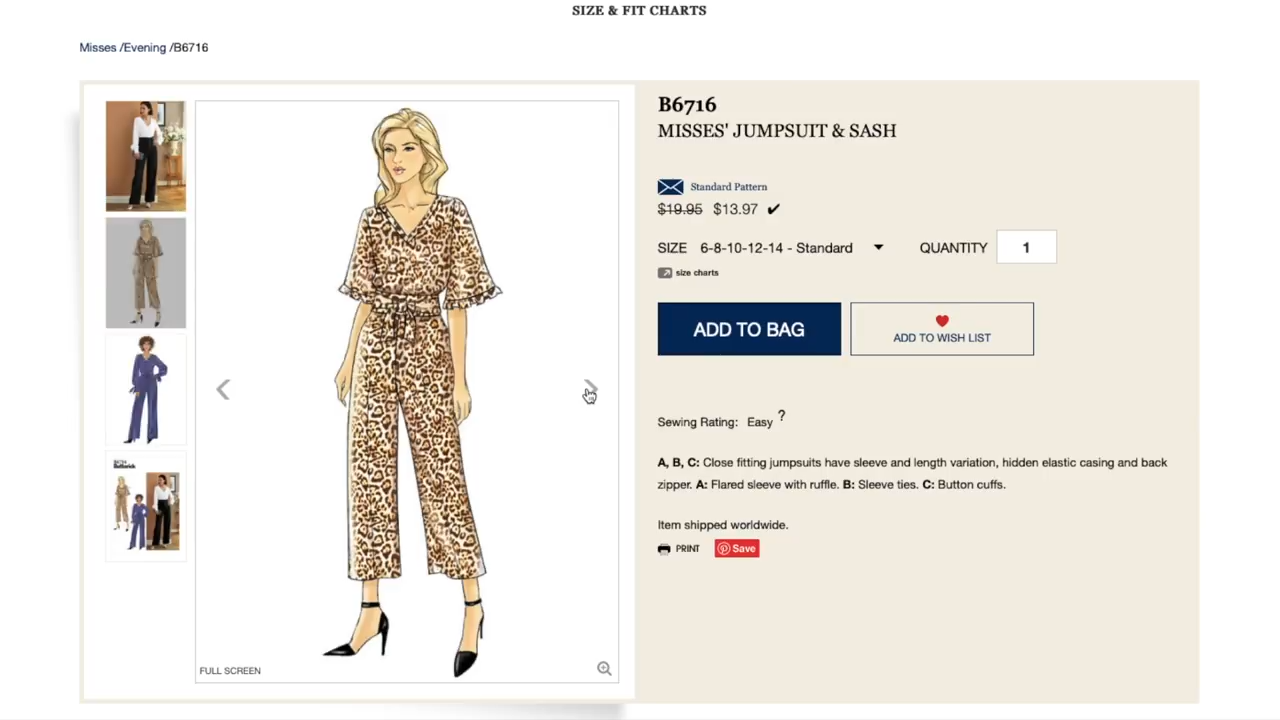 SIZE & FIT CHARTS
Misses /Evening /B6716
B6716
MISSES' JUMPSUIT & SASH
Standard Pattern
$19.95 $13.97 ✔
SIZE 6-8-10-12-14 - Standard QUANTITY 1
size charts
ADD TO BAG
ADD TO WISH LIST
Sewing Rating: Easy ?
A, B, C: Close fitting jumpsuits have sleeve and length variation, hidden elastic casing and back
zipper. A: Flared sleeve with ruffle. B: Sleeve ties. C: Button cuffs.
Item shipped worldwide.
PRINT Save
Butterick
FULL SCREEN